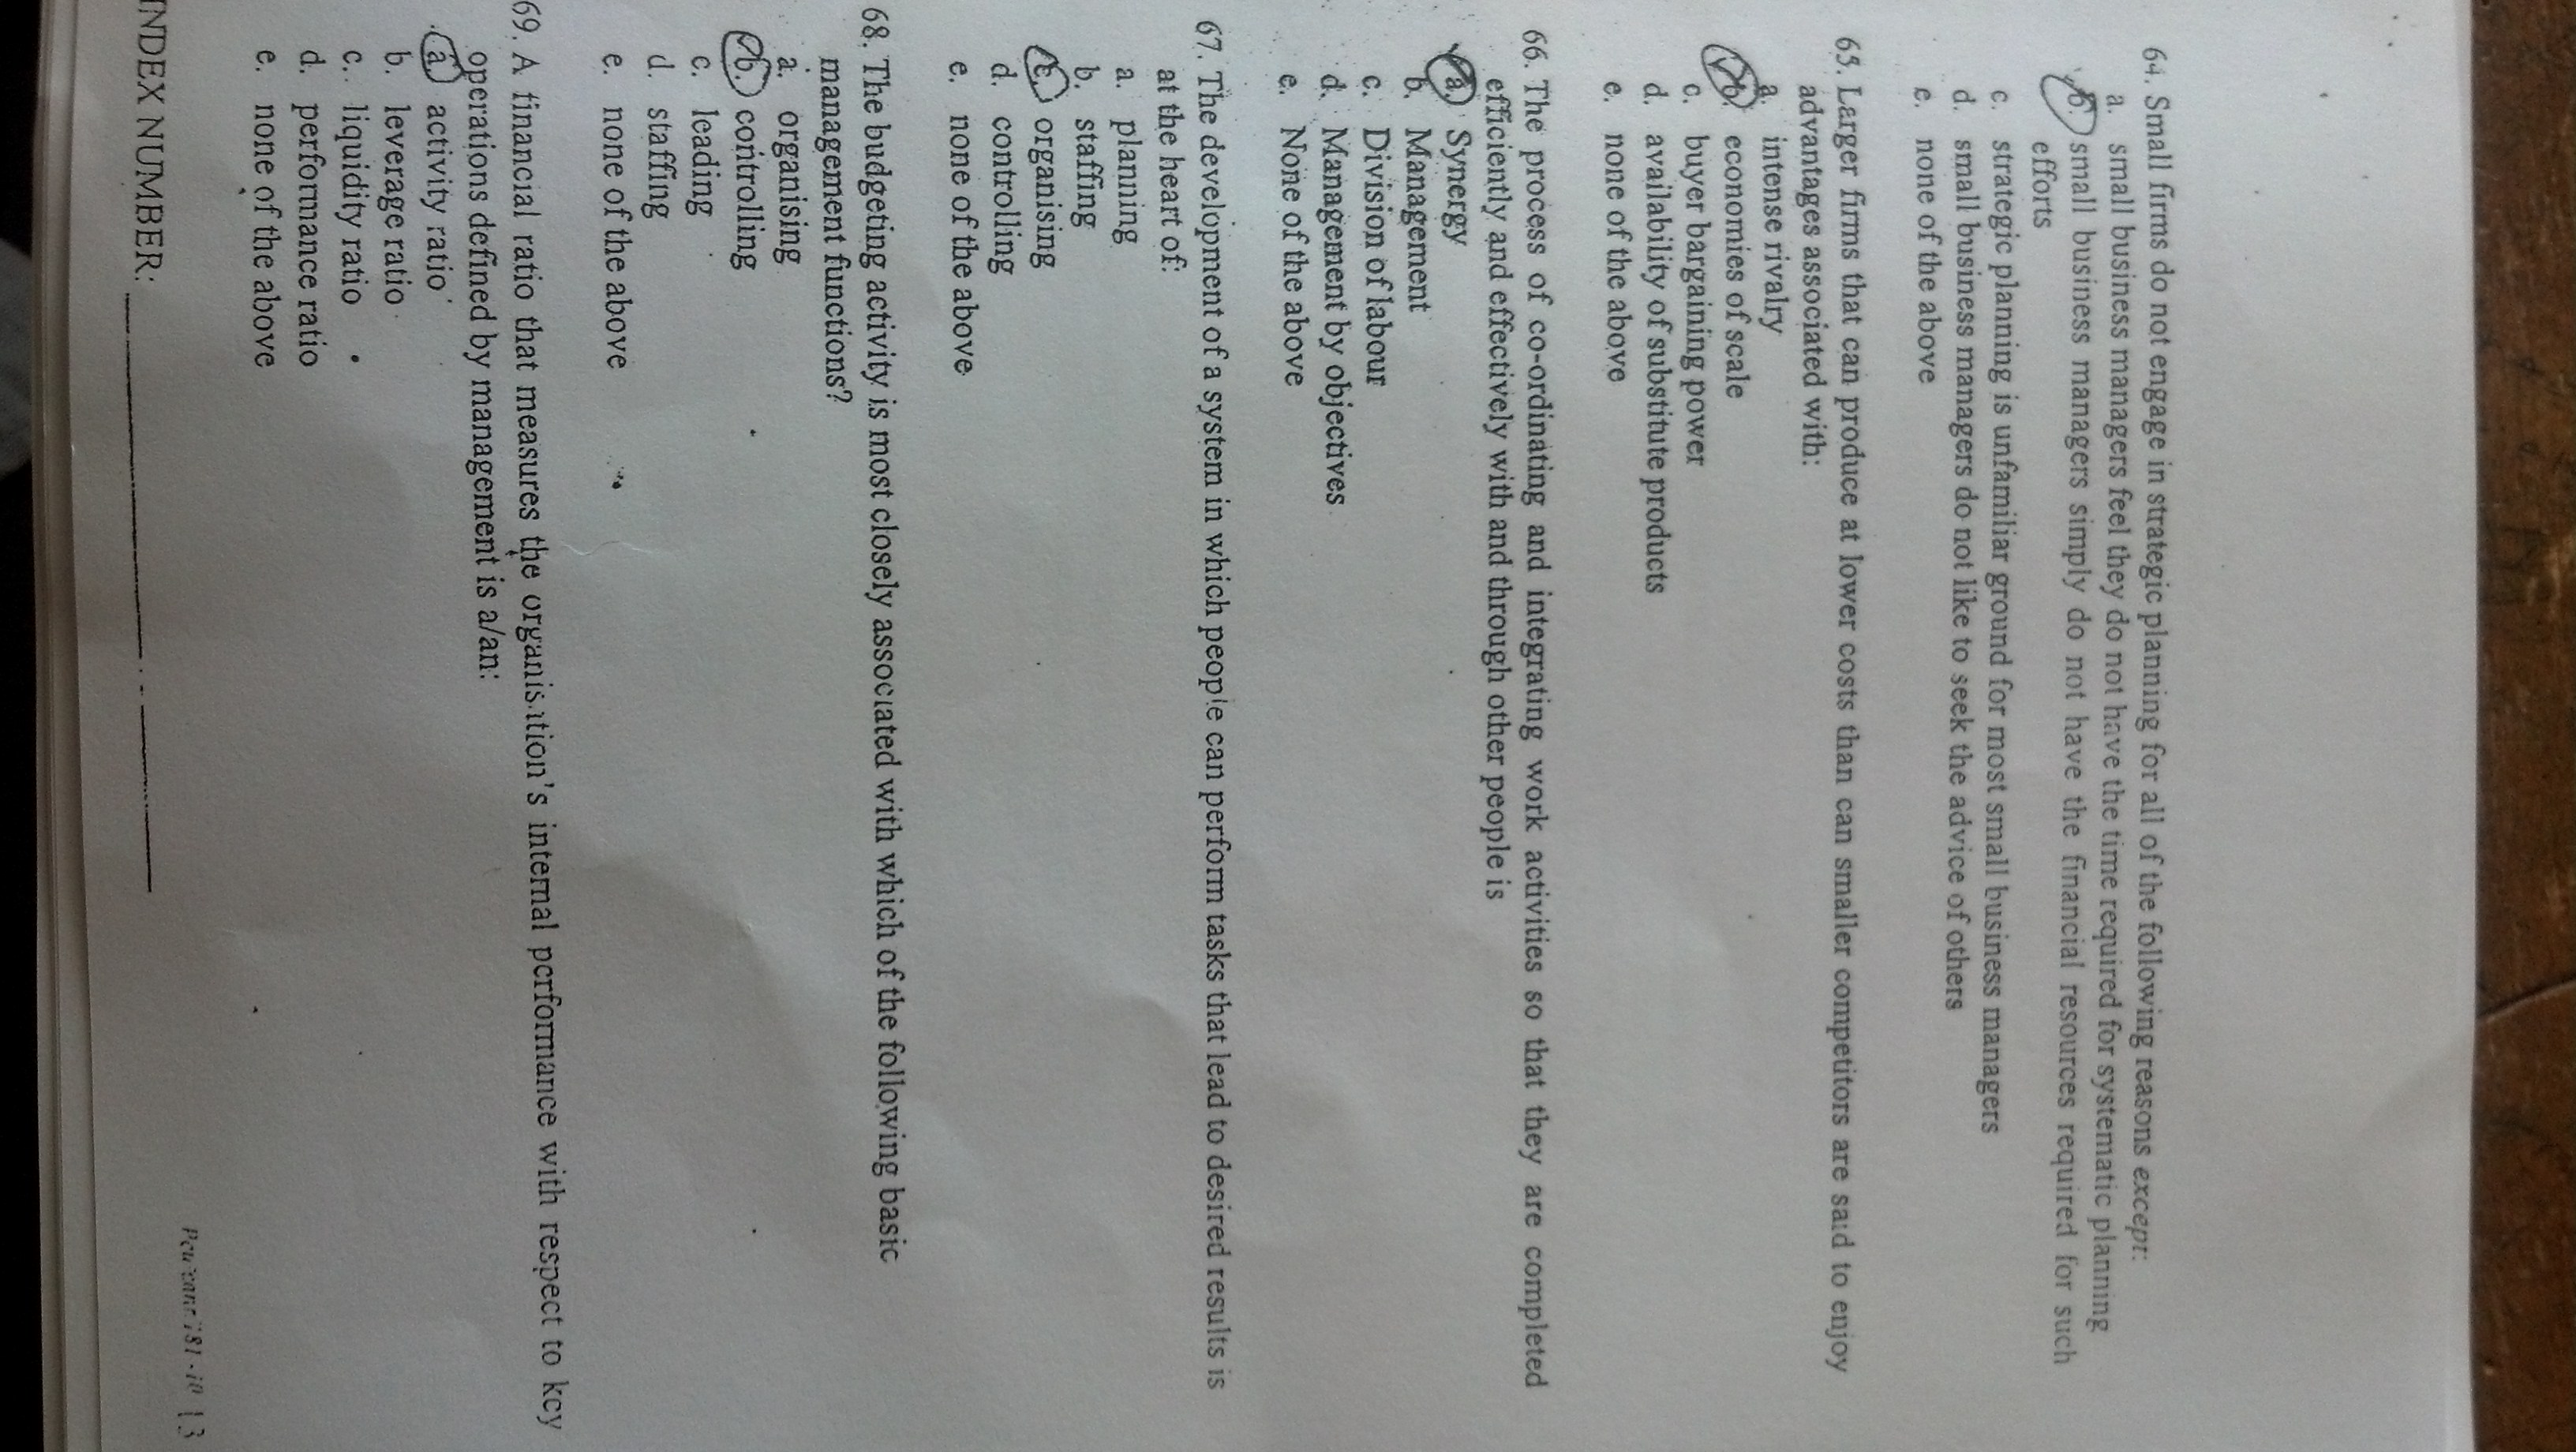 64. Small firms do not engage in strategic planning for all of the following reasons except:
a. small business managers feel they do not have the time required for systematic planning
b. small business managers simply do not have the financial resources required for such
efforts
c. strategic planning is unfamiliar ground for most small business managers
d. small business managers do not like to seek the advice of others
e. none of the above
65. Larger firms that can produce at lower costs than can smaller competitors are said to enjoy
advantages associated with:
a. intense rivalry
b. economies of scale
c. buyer bargaining power
d. availability of substitute products
e. none of the above
66. The process of co-ordinating and integrating work activities so that they are completed
efficiently and effectively with and through other people is
a. Synergy
b. Management
c. Division of labour
d. Management by objectives
e. None of the above
67. The development of a system in which people can perform tasks that lead to desired results is
at the heart of:
a. planning
b. staffing
c. organising
d. controlling
e. none of the above
68. The budgeting activity is most closely associated with which of the following basic
management functions?
a. organising
b. controlling
c. leading
d. staffing
e. none of the above
69. A financial ratio that measures the organisation's internal performance with respect to key
operations defined by management is a/an:
a. activity ratio
b. leverage ratio
c. liquidity ratio
d. performance ratio
e. none of the above
13
INDEX NUMBER: